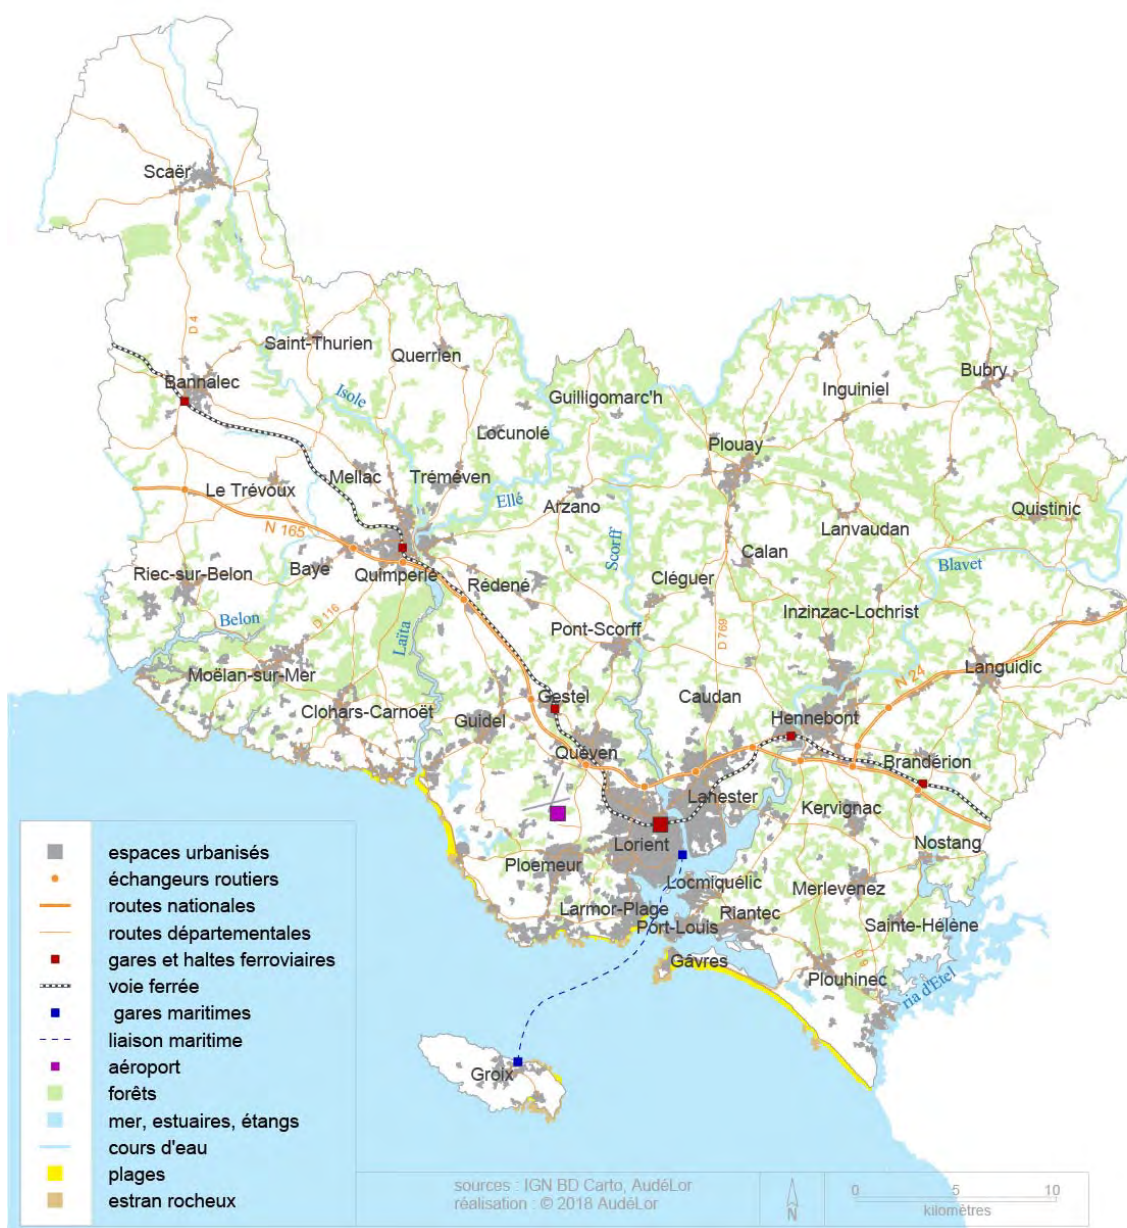 Scaër
D 4
Saint-Thurien
Querrien
Bannalec
Isole
Guilligomarc'h
Inguiniel
Bubry
Locunolé
Plouay
Mellac
Tréméven
Le Trévoux
Ellé
Arzano
Quistinic
N 165
Scorff
Lanvaudan
Calan
Baye
Quimperlé
Rédené
Cléguer
Blavet
Riec-sur-Belon
Belon
D 116
Laïta
Pont-Scorff
D 769
Inzinzac-Lochrist
Moëlan-sur-Mer
Languidic
N 24
Gestel
Caudan
Clohars-Carnoët
Guidel
Hennebont
Quéven
Brandérion
Lanester
Kervignac
Lorient
Nostang
Ploemeur
Locmiquélic
Merlevenez
Larmor-Plage
Riantec
Sainte-Hélène
Port-Louis
Gâvres
Plouhinec
ria d'Etel
Groix
espaces urbanisés
échangeurs routiers
routes nationales
routes départementales
gares et haltes ferroviaires
voie ferrée
gares maritimes
liaison maritime
aéroport
forêts
mer, estuaires, étangs
cours d'eau
plages
estran rocheux
sources : IGN BD Carto, AudéLor
réalisation : © 2018 AudéLor
N
0 5 10
kilomètres